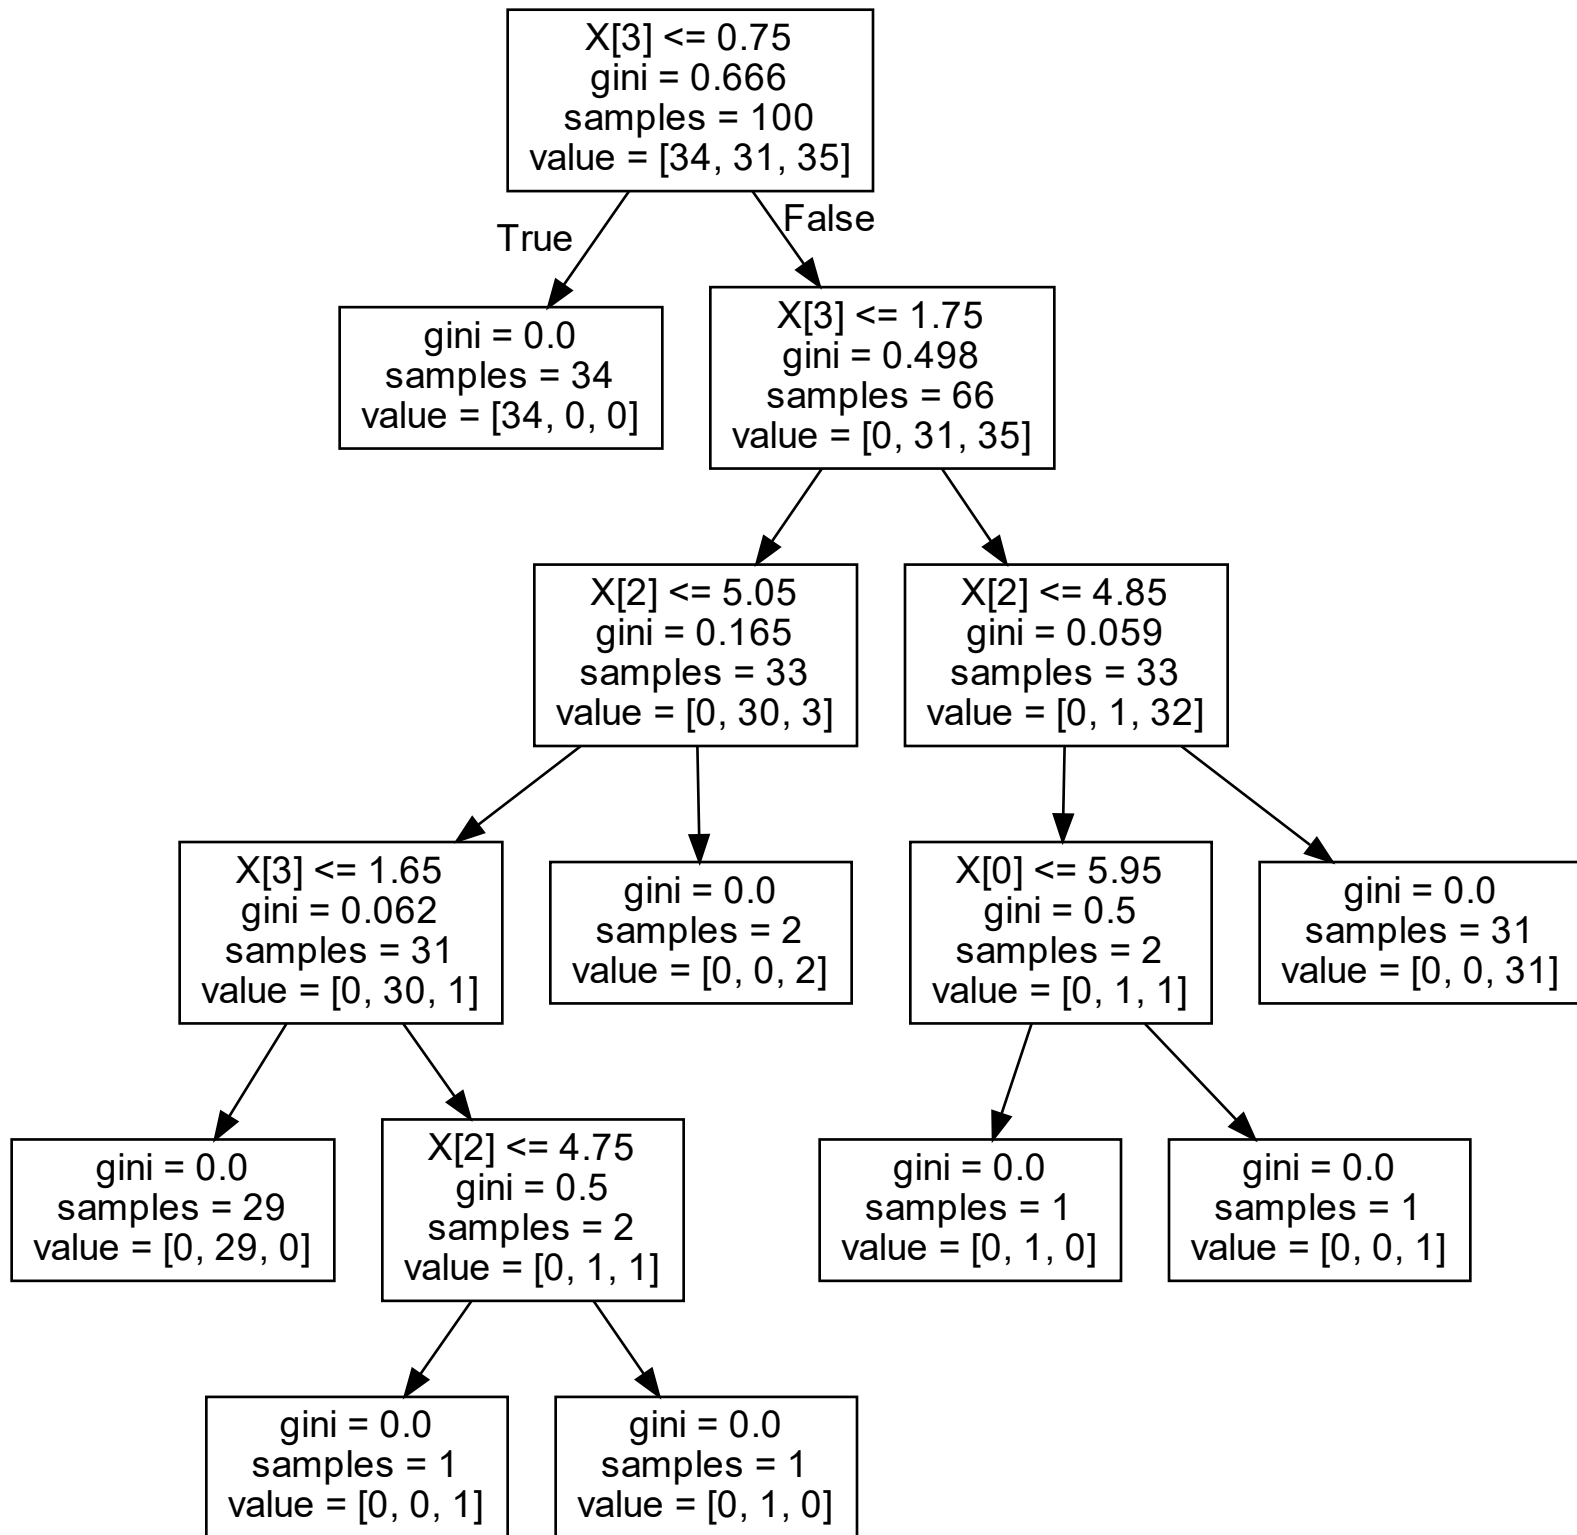 X[3] <= 0.75
gini = 0.666
samples = 100
value = [34, 31, 35]
True
False
gini = 0.0
samples = 34
value = [34, 0, 0]
X[3] <= 1.75
gini = 0.498
samples = 66
value = [0, 31, 35]
X[2] <= 5.05
gini = 0.165
samples = 33
value = [0, 30, 3]
X[2] <= 4.85
gini = 0.059
samples = 33
value = [0, 1, 32]
X[3] <= 1.65
gini = 0.062
samples = 31
value = [0, 30, 1]
gini = 0.0
samples = 2
value = [0, 0, 2]
X[0] <= 5.95
gini = 0.5
samples = 2
value = [0, 1, 1]
gini = 0.0
samples = 31
value = [0, 0, 31]
gini = 0.0
samples = 29
value = [0, 29, 0]
X[2] <= 4.75
gini = 0.5
samples = 2
value = [0, 1, 1]
gini = 0.0
samples = 1
value = [0, 1, 0]
gini = 0.0
samples = 1
value = [0, 0, 1]
gini = 0.0
samples = 1
value = [0, 0, 1]
gini = 0.0
samples = 1
value = [0, 1, 0]